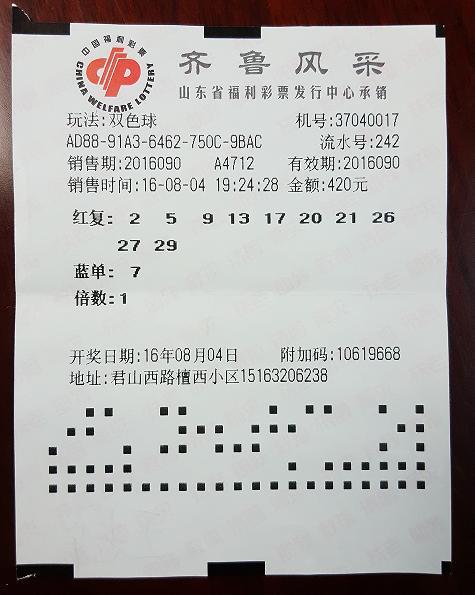 中国福利彩票
CHINA WELFARE LOTTERY
齐鲁风采
山东省福利彩票发行中心承销
玩法:双色球 机号:37040017
AD88-91A3-6462-750C-9BAC 流水号:242
销售期:2016090 A4712 有效期:2016090
销售时间:16-08-04 19:24:28 金额:420元
红复: 2 5 9 13 17 20 21 26
27 29
蓝单: 7
倍数:1
开奖日期:16年08月04日 附加码:10619668
地址:君山西路檀西小区15163206238